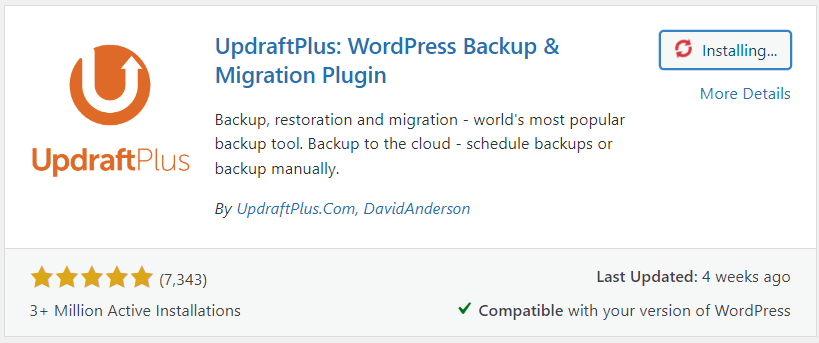 UpdraftPlus: WordPress Backup &
Migration Plugin
Installing...
More Details
UpdraftPlus
Backup, restoration and migration - world's most popular
backup tool. Backup to the cloud - schedule backups or
backup manually.
By UpdraftPlus.Com, DavidAnderson
(7,343)
Last Updated: 4 weeks ago
3+ Million Active Installations
Compatible with your version of WordPress